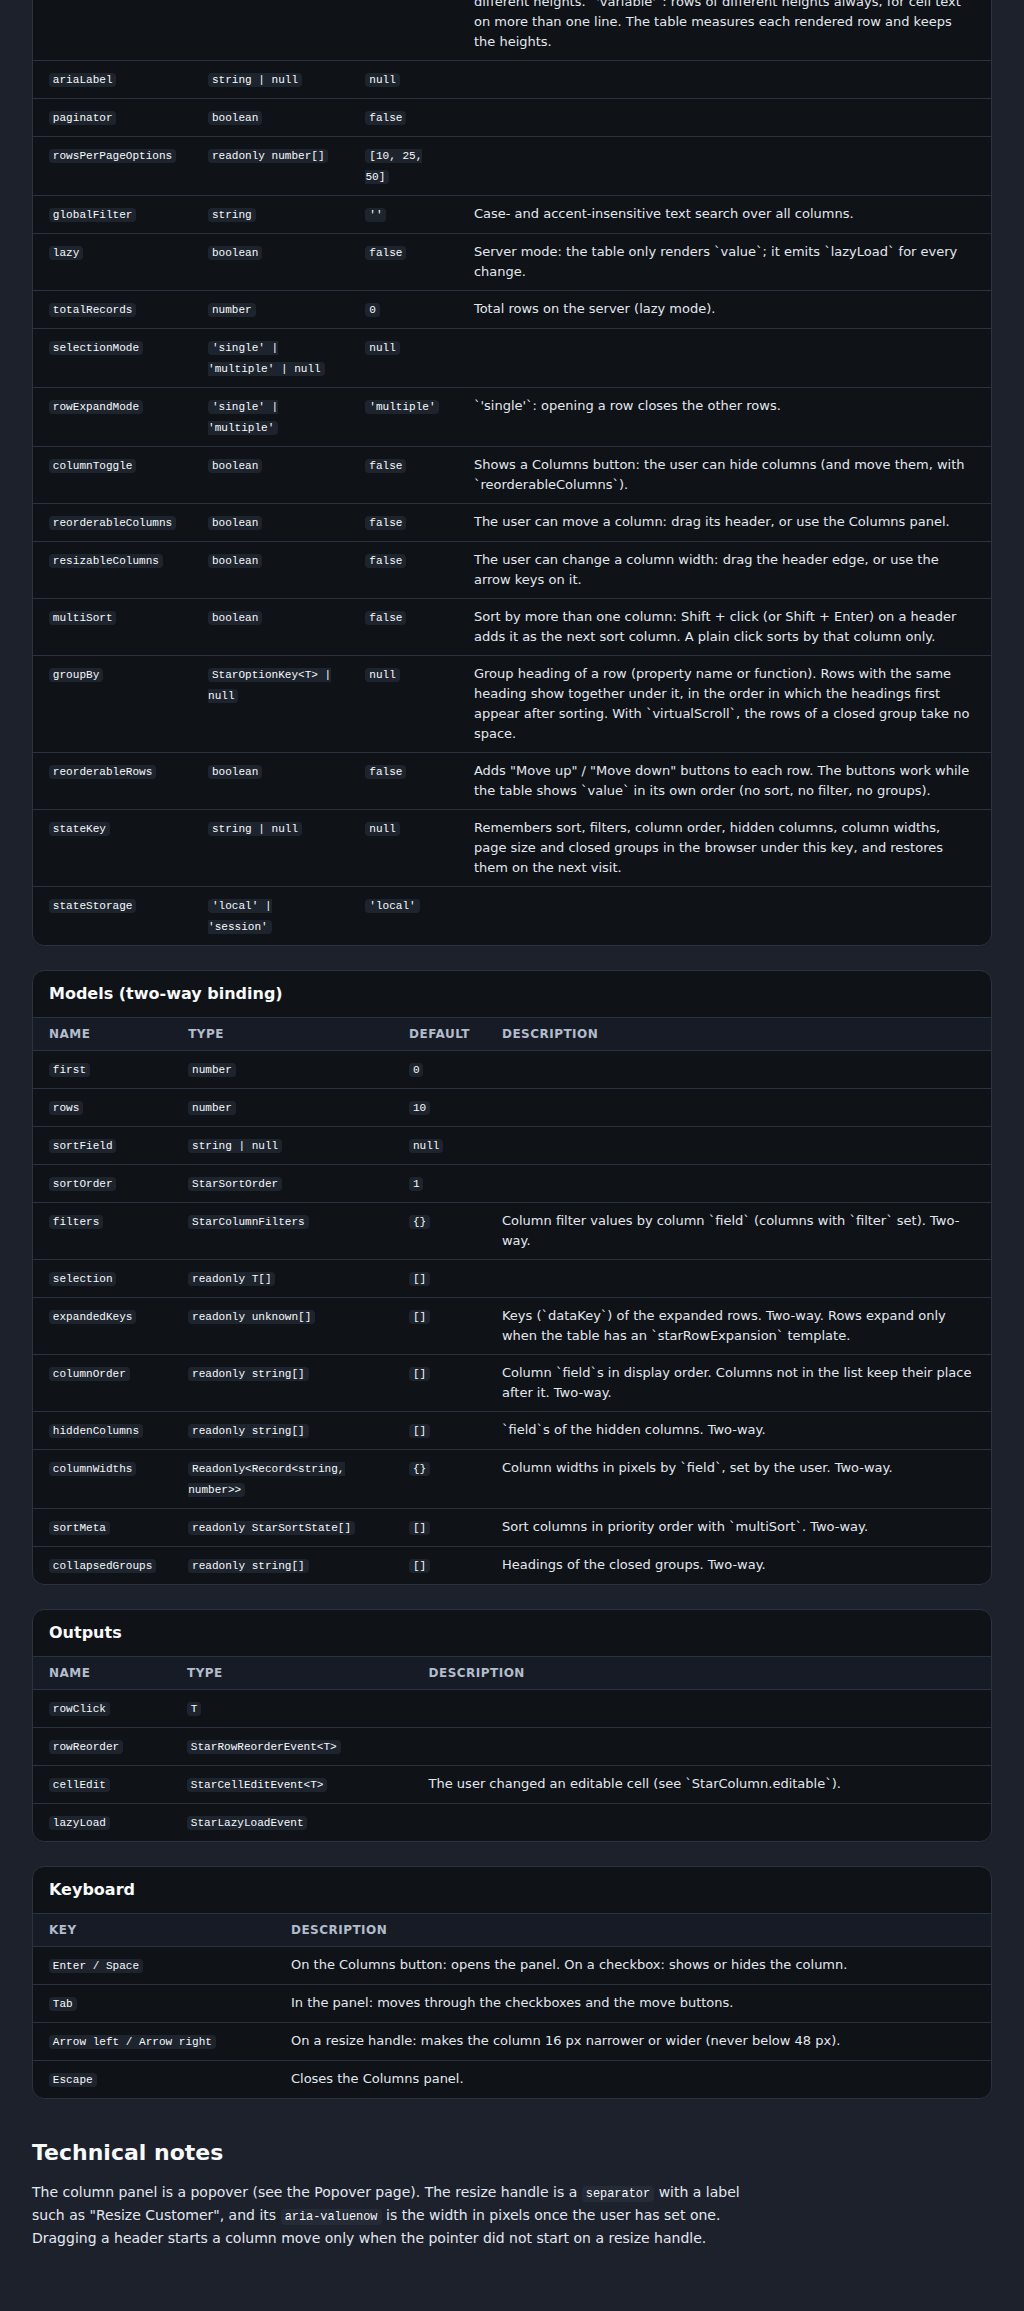 different heights. `'variable'`: rows of different heights always, for cell text
on more than one line. The table measures each rendered row and keeps
the heights.
ariaLabel string | null null
paginator boolean false
rowsPerPageOptions readonly number[] [10, 25,
50]
globalFilter string '' Case- and accent-insensitive text search over all columns.
lazy boolean false Server mode: the table only renders `value`; it emits `lazyLoad` for every
change.
totalRecords number 0 Total rows on the server (lazy mode).
selectionMode 'single' | null
'multiple' | null
rowExpandMode 'single' | 'multiple' `'single'`: opening a row closes the other rows.
'multiple'
columnToggle boolean false Shows a Columns button: the user can hide columns (and move them, with
`reorderableColumns`).
reorderableColumns boolean false The user can move a column: drag its header, or use the Columns panel.
resizableColumns boolean false The user can change a column width: drag the header edge, or use the
arrow keys on it.
multiSort boolean false Sort by more than one column: Shift + click (or Shift + Enter) on a header
adds it as the next sort column. A plain click sorts by that column only.
groupBy StarOptionKey<T> | null Group heading of a row (property name or function). Rows with the same
null heading show together under it, in the order in which the headings first
appear after sorting. With `virtualScroll`, the rows of a closed group take no
space.
reorderableRows boolean false Adds "Move up" / "Move down" buttons to each row. The buttons work while
the table shows `value` in its own order (no sort, no filter, no groups).
stateKey string | null null Remembers sort, filters, column order, hidden columns, column widths,
page size and closed groups in the browser under this key, and restores
them on the next visit.
stateStorage 'local' | 'local'
'session'
Models (two-way binding)
NAME TYPE DEFAULT DESCRIPTION
first number 0
rows number 10
sortField string | null null
sortOrder StarSortOrder 1
filters StarColumnFilters {} Column filter values by column `field` (columns with `filter` set). Two-
way.
selection readonly T[] []
expandedKeys readonly unknown[] [] Keys (`dataKey`) of the expanded rows. Two-way. Rows expand only
when the table has an `starRowExpansion` template.
columnOrder readonly string[] [] Column `field`s in display order. Columns not in the list keep their place
after it. Two-way.
hiddenColumns readonly string[] [] `field`s of the hidden columns. Two-way.
columnWidths Readonly<Record<string, {} Column widths in pixels by `field`, set by the user. Two-way.
number>>
sortMeta readonly StarSortState[] [] Sort columns in priority order with `multiSort`. Two-way.
collapsedGroups readonly string[] [] Headings of the closed groups. Two-way.
Outputs
NAME TYPE DESCRIPTION
rowClick T
rowReorder StarRowReorderEvent<T>
cellEdit StarCellEditEvent<T> The user changed an editable cell (see `StarColumn.editable`).
lazyLoad StarLazyLoadEvent
Keyboard
KEY DESCRIPTION
Enter / Space On the Columns button: opens the panel. On a checkbox: shows or hides the column.
Tab In the panel: moves through the checkboxes and the move buttons.
Arrow left / Arrow right On a resize handle: makes the column 16 px narrower or wider (never below 48 px).
Escape Closes the Columns panel.
Technical notes
The column panel is a popover (see the Popover page). The resize handle is a separator with a label
such as "Resize Customer", and its aria-valuenow is the width in pixels once the user has set one.
Dragging a header starts a column move only when the pointer did not start on a resize handle.